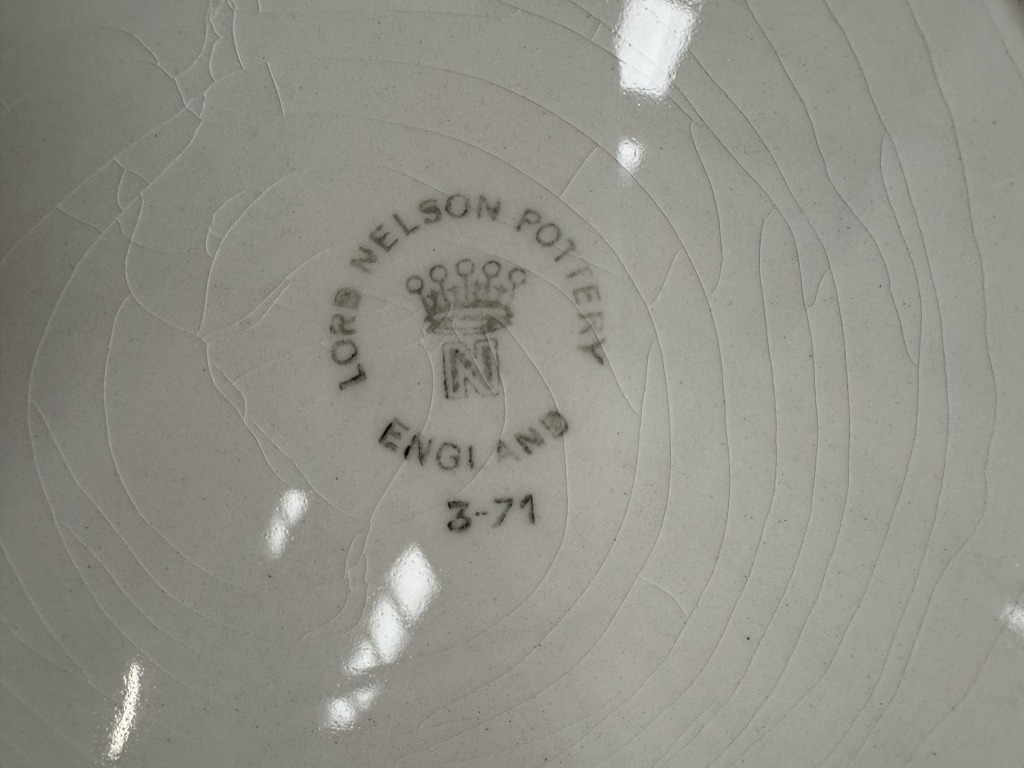 LORD NELSON POTTERY
N
ENGLAND
3-71